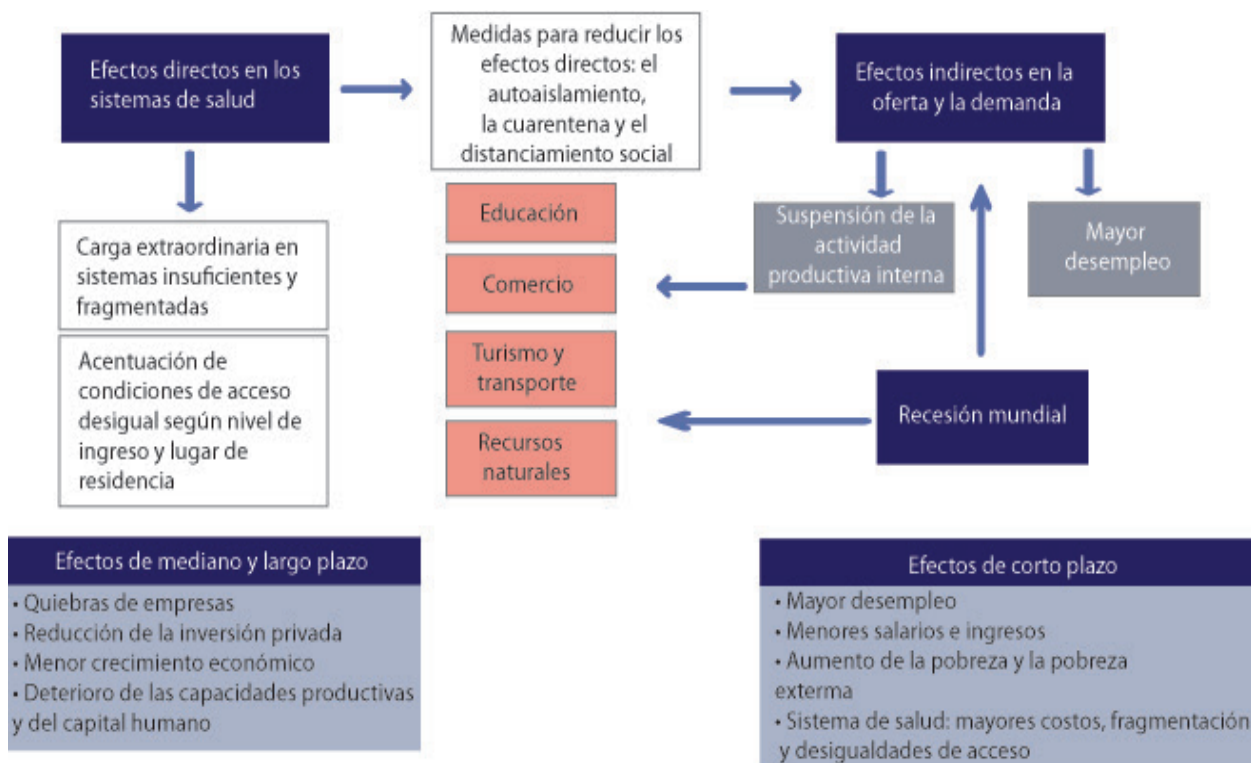 Efectos directos en los
sistemas de salud
Medidas para reducir los
efectos directos: el
autoaislamiento,
la cuarentena y el
distanciamiento social
Efectos indirectos en la
oferta y la demanda
Carga extraordinaria en
sistemas insuficientes y
fragmentadas
Acentuación de
condiciones de acceso
desigual según nivel de
ingreso y lugar de
residencia
Educación
Comercio
Turismo y
transporte
Recursos
naturales
Suspensión de la
actividad
productiva interna
Mayor
desempleo
Recesión mundial
Efectos de mediano y largo plazo
• Quiebras de empresas
• Reducción de la inversión privada
• Menor crecimiento económico
• Deterioro de las capacidades productivas
y del capital humano
Efectos de corto plazo
• Mayor desempleo
• Menores salarios e ingresos
• Aumento de la pobreza y la pobreza
exterma
• Sistema de salud: mayores costos, fragmentación
y desigualdades de acceso